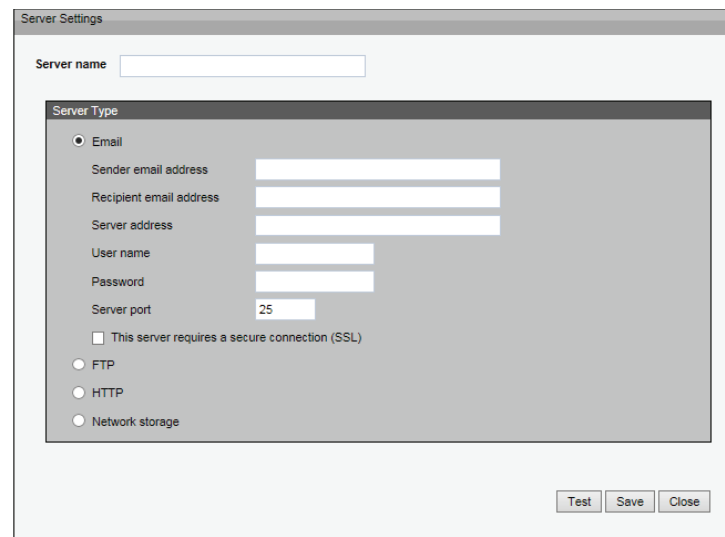 Server Settings
Server name
Server Type
Email
Sender email address
Recipient email address
Server address
User name
Password
Server port 25
This server requires a secure connection (SSL)
FTP
HTTP
Network storage
Test Save Close